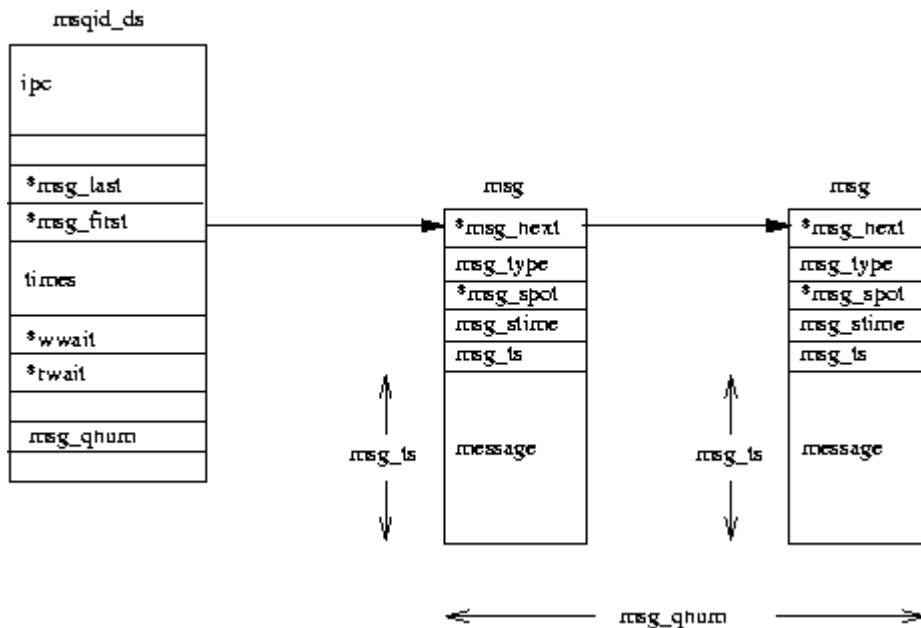 msqid_ds
ipc
*msg_last
*msg_first
times
*wwait
*rwait
msg_qnum
msg
*msg_next
msg_type
*msg_spot
msg_stime
msg_ts
message
msg_ts
msg
*msg_next
msg_type
*msg_spot
msg_stime
msg_ts
message
msg_ts
msg_qnum